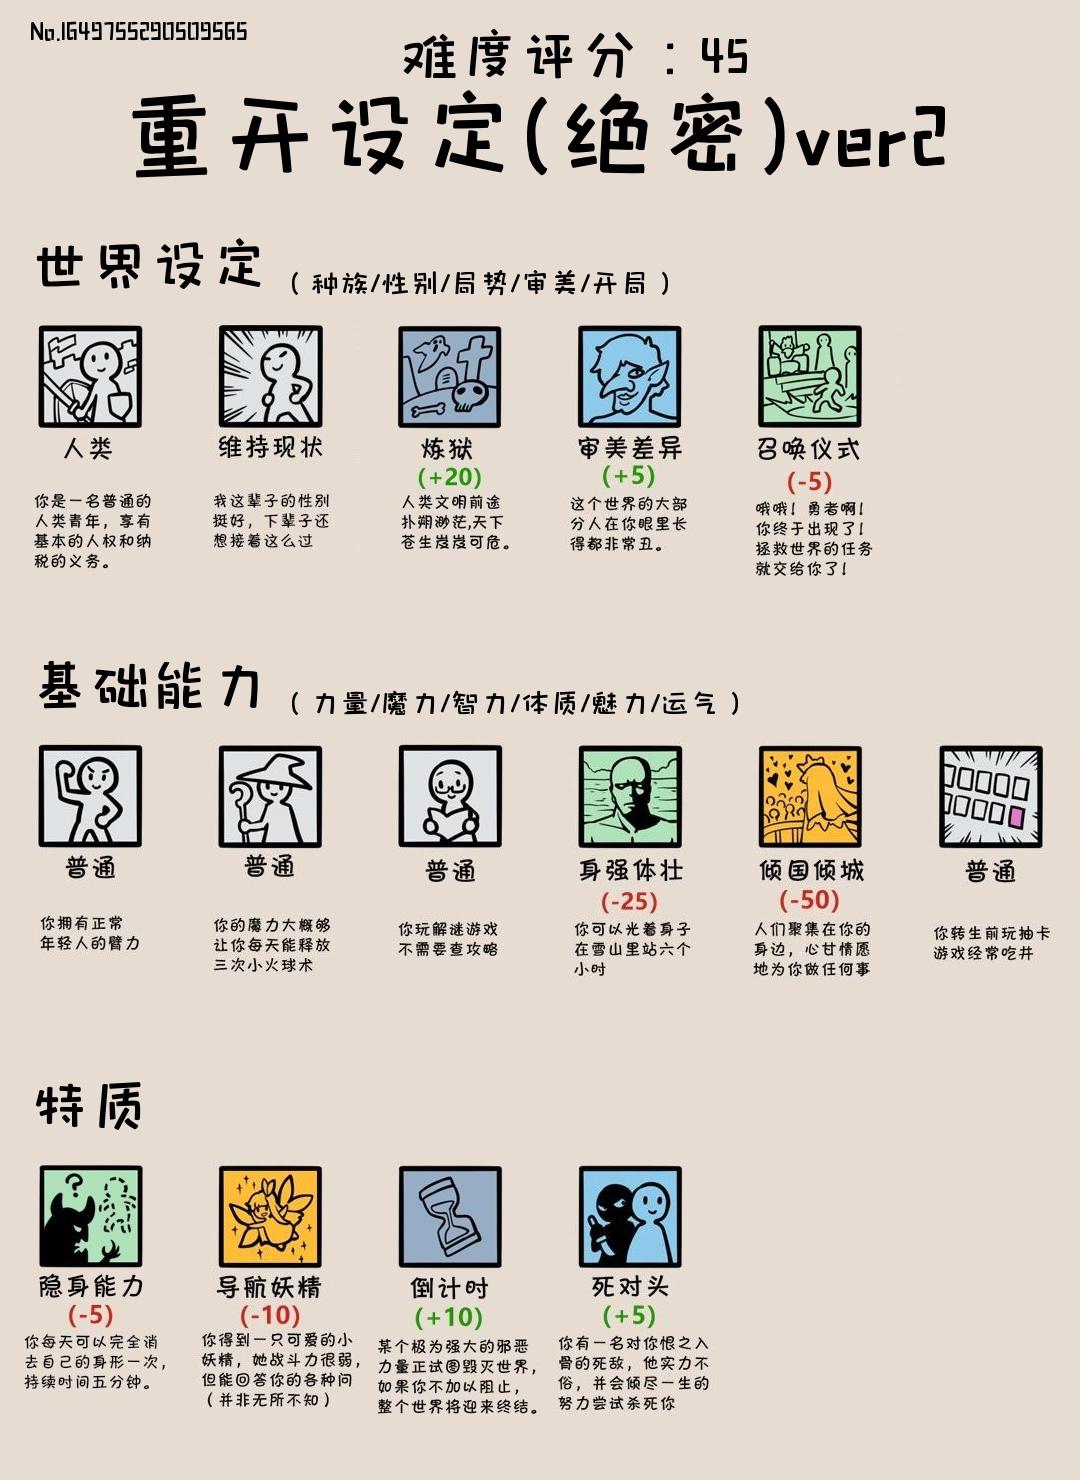 No.1649755290509565
难度评分：45
重开设定(绝密)ver2
世界设定（种族/性别/局势/审美/开局）
人类
你是一名普通的
人类青年，享有
基本的人权和纳
税的义务。
维持现状
我这辈子的性别
挺好，下辈子还
想接着这么过
炼狱
(+20)
人类文明前途
扑朔渺茫,天下
苍生岌岌可危。
审美差异
(+5)
这个世界的大部
分人在你眼里长
得都非常丑。
召唤仪式
(-5)
哦哦！勇者啊！
你终于出现了！
拯救世界的任务
就交给你了！
基础能力（力量/魔力/智力/体质/魅力/运气）
普通
你拥有正常
年轻人的臂力
普通
你的魔力大概够
让你每天能释放
三次小火球术
普通
你玩解谜游戏
不需要查攻略
身强体壮
(-25)
你可以光着身子
在雪山里站六个
小时
倾国倾城
(-50)
人们聚集在你的
身边，心甘情愿
地为你做任何事
普通
你转生前玩抽卡
游戏经常吃井
特质
隐身能力
(-5)
你每天可以完全消
去自己的身形一次，
持续时间五分钟。
导航妖精
(-10)
你得到一只可爱的小
妖精，她战斗力很弱，
但能回答你的各种问
（并非无所不知）
倒计时
(+10)
某个极为强大的邪恶
力量正试图毁灭世界，
如果你不加以阻止，
整个世界将迎来终结。
死对头
(+5)
你有一名对你恨之入
骨的死敌，他实力不
俗，并会倾尽一生的
努力尝试杀死你